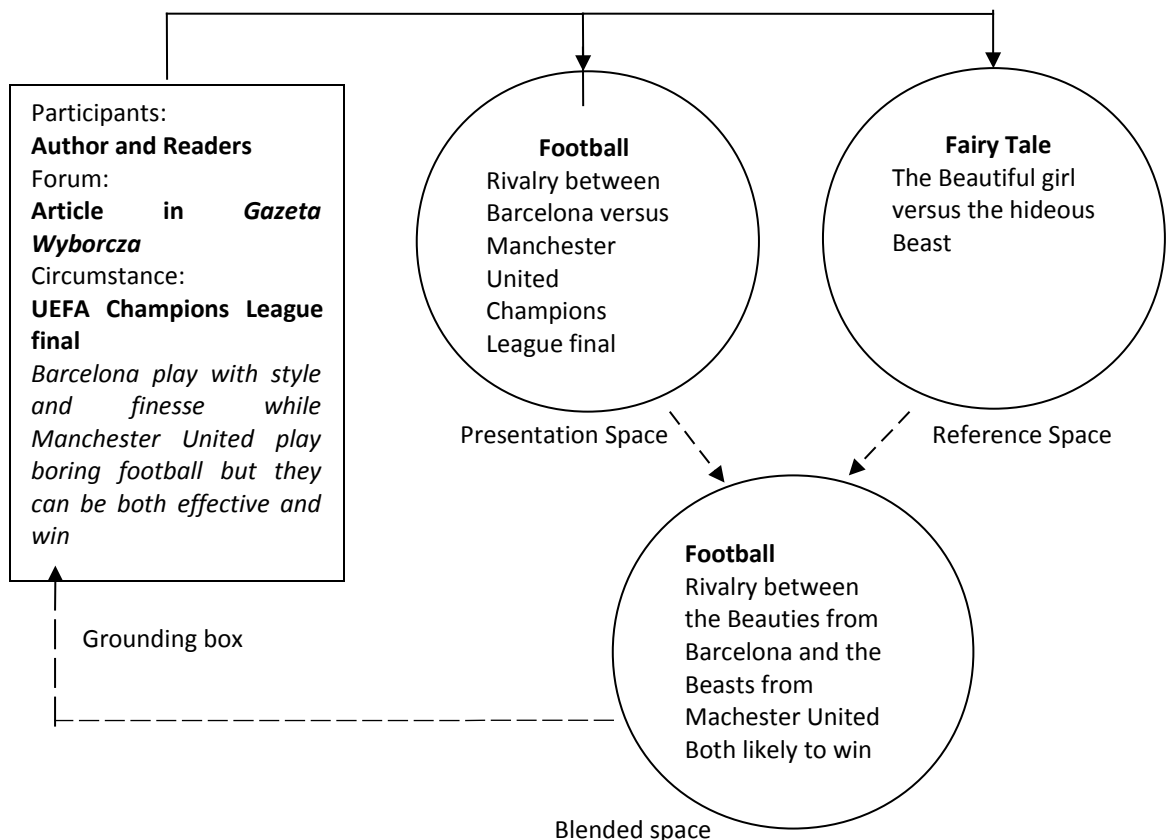 Participants:
Author and Readers
Forum:
Article in Gazeta
Wyborcza
Circumstance:
UEFA Champions League
final
Barcelona play with style
and finesse while
Manchester United play
boring football but they
can be both effective and
win
Football
Rivalry between
Barcelona versus
Manchester
United
Champions
League final
Fairy Tale
The Beautiful girl
versus the hideous
Beast
Presentation Space
Reference Space
Grounding box
Football
Rivalry between
the Beauties from
Barcelona and the
Beasts from
Machester United
Both likely to win
Blended space